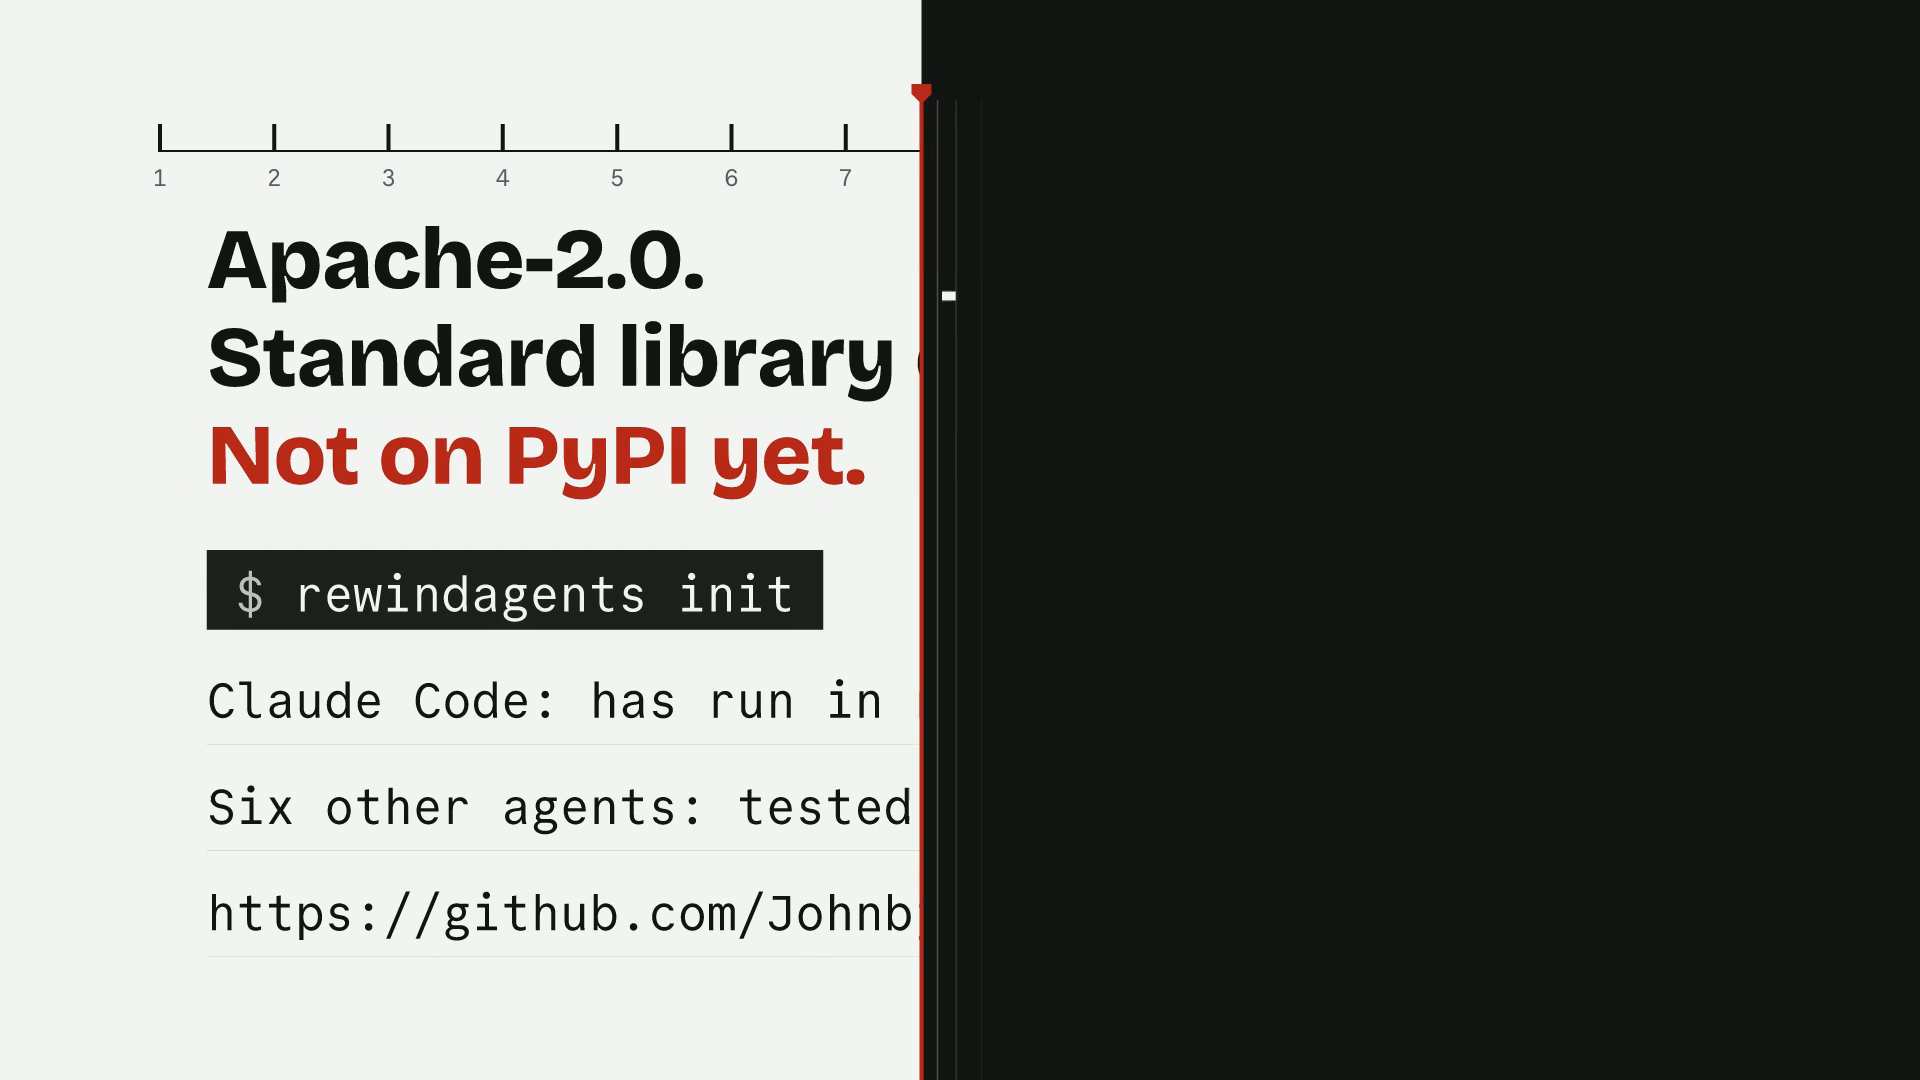 1 2 3 4 5 6 7
Apache-2.0.
Standard library
Not on PyPI yet.
$ rewindagents init
Claude Code: has run in
Six other agents: tested
https://github.com/Johnb